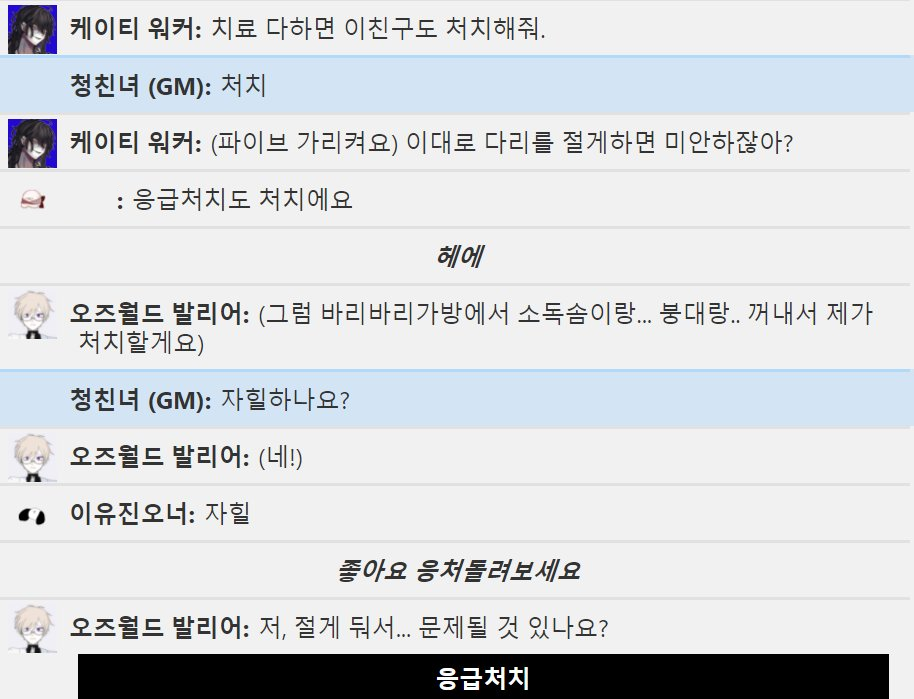 케이티 워커: 치료 다하면 이친구도 처치해줘.
청친녀 (GM): 처치
케이티 워커: (파이브 가리켜요) 이대로 다리를 절게하면 미안하잖아?
: 응급처치도 처치에요
헤에
오즈월드 발리어: (그럼 바리바리가방에서 소독솜이랑... 붕대랑.. 꺼내서 제가
처치할게요)
청친녀 (GM): 자힐하나요?
오즈월드 발리어: (네!)
이유진오너: 자힐
좋아요 응처돌려보세요
오즈월드 발리어: 저, 절게 둬서... 문제될 것 있나요?
응급처치